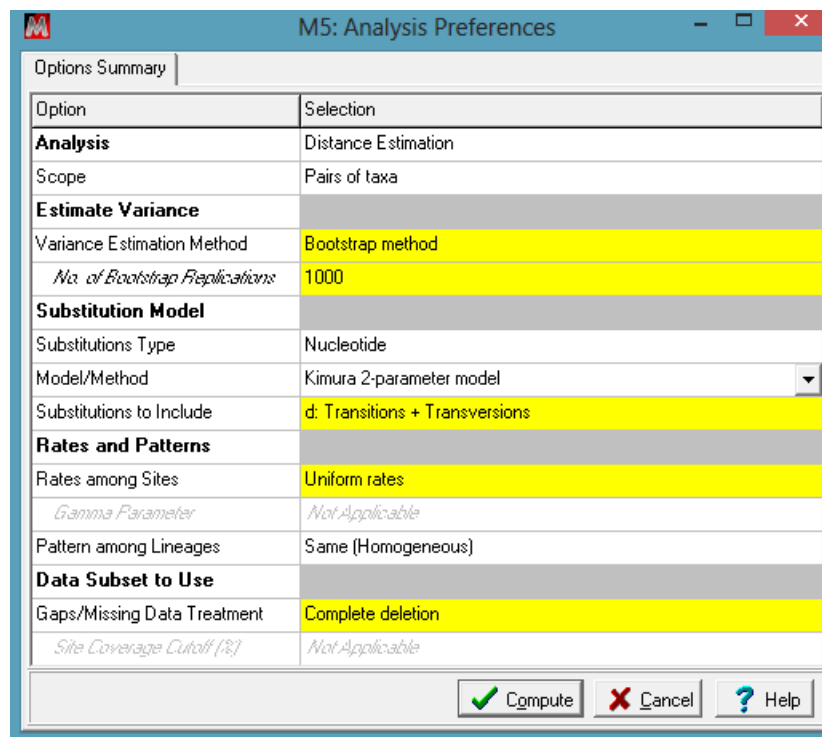 M5: Analysis Preferences
Options Summary
Option Selection
Analysis Distance Estimation
Scope Pairs of taxa
Estimate Variance
Variance Estimation Method Bootstrap method
No. of Bootstrap Replications 1000
Substitution Model
Substitutions Type Nucleotide
Model/Method Kimura 2-parameter model
Substitutions to Include d: Transitions + Transversions
Rates and Patterns
Rates among Sites Uniform rates
Gamma Parameter Not Applicable
Pattern among Lineages Same (Homogeneous)
Data Subset to Use
Gaps/Missing Data Treatment Complete deletion
Site Coverage Cutoff (%) Not Applicable
Compute Cancel Help